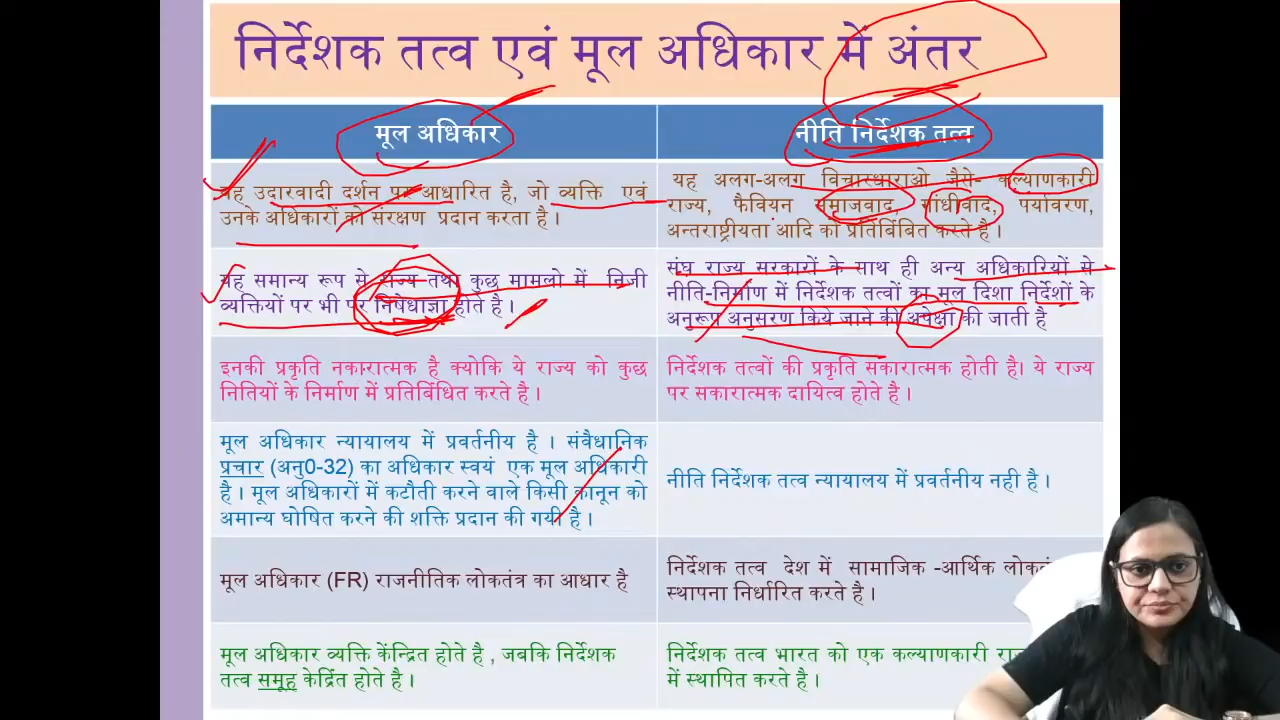 निर्देशक तत्व एवं मूल अधिकार में अंतर
मूल अधिकार
नीति निर्देशक तत्व
यह उदारवादी दर्शन पर आधारित है, जो व्यक्ति एवं
उनके अधिकारों को संरक्षण प्रदान करता है ।
यह अलग-अलग विचारधाराओ जैसे- कल्याणकारी
राज्य, फैवियन समाजवाद, गांधीवाद, पर्यावरण,
अन्तराष्ट्रीयता आदि को प्रतिर्बिबित करते है ।
यह समान्य रूप से राज्य तथा कुछ मामलो में निजी
व्यक्तियों पर भी पर निषेधाज्ञा होते है ।
संघ राज्य सरकारों के साथ ही अन्य अधिकारियों से
नीति-निर्माण में निर्देशक तत्वों का मूल दिशा निर्देशों के
अनुरूप अनुसरण किये जाने की अपेक्षा की जाती है
इनकी प्रकृति नकारात्मक है क्योकि ये राज्य को कुछ
नितियों के निर्माण में प्रतिर्बिधित करते है ।
निर्देशक तत्वों की प्रकृति सकारात्मक होती है। ये राज्य
पर सकारात्मक दायित्व होते है ।
मूल अधिकार न्यायालय में प्रवर्तनीय है । संवैधानिक
प्रचार (अनु0-32) का अधिकार स्वयं एक मूल अधिकारी
है । मूल अधिकारों में कटौती करने वाले किसी कानून को
अमान्य घोषित करने की शक्ति प्रदान की गयी है ।
नीति निर्देशक तत्व न्यायालय में प्रवर्तनीय नही है ।
मूल अधिकार (FR) राजनीतिक लोकतंत्र का आधार है
निर्देशक तत्व देश में सामाजिक -आर्थिक
स्थापना निर्धारित करते है ।
मूल अधिकार व्यक्ति केंन्द्रित होते है , जबकि निर्देशक
तत्व समूह केर्द्रित होते है ।
निर्देशक तत्व भारत को एक कल्याणकारी
में स्थापित करते है ।